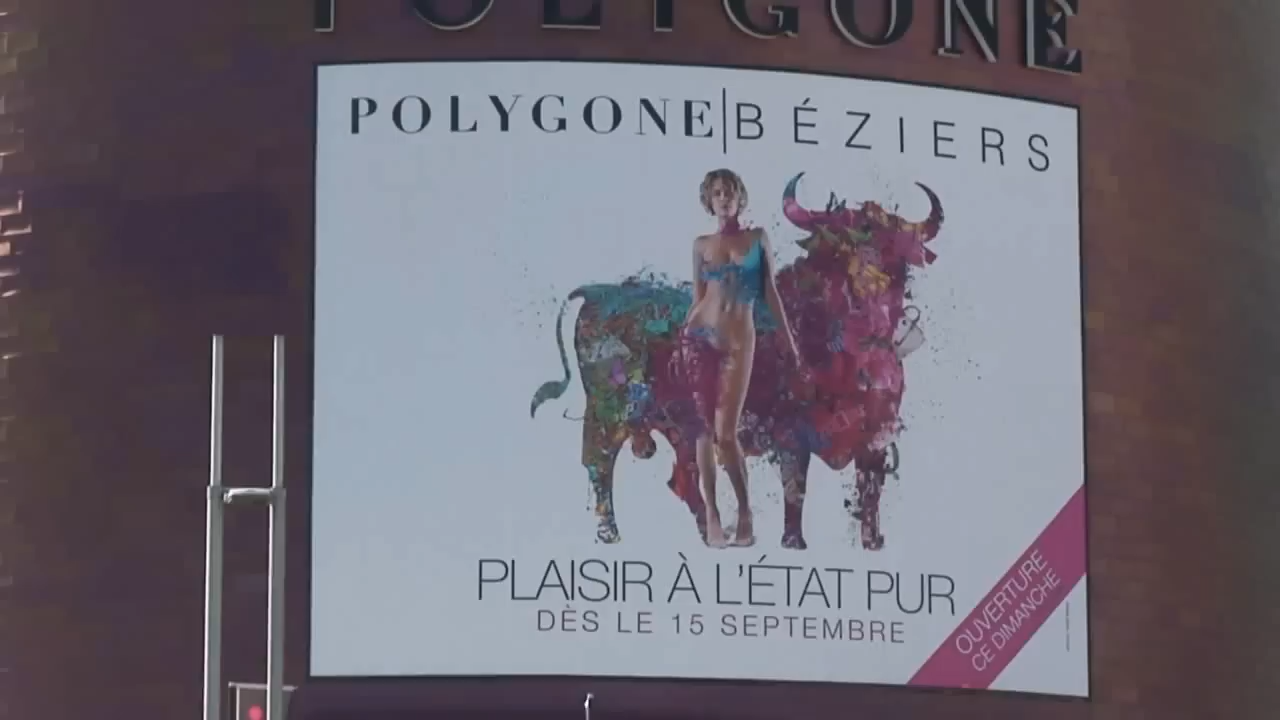 POLYGONE
POLYGONE|BÉZIERS
PLAISIR À L'ÉTAT PUR
DÈS LE 15 SEPTEMBRE
OUVERTURE
CE DIMANCHE